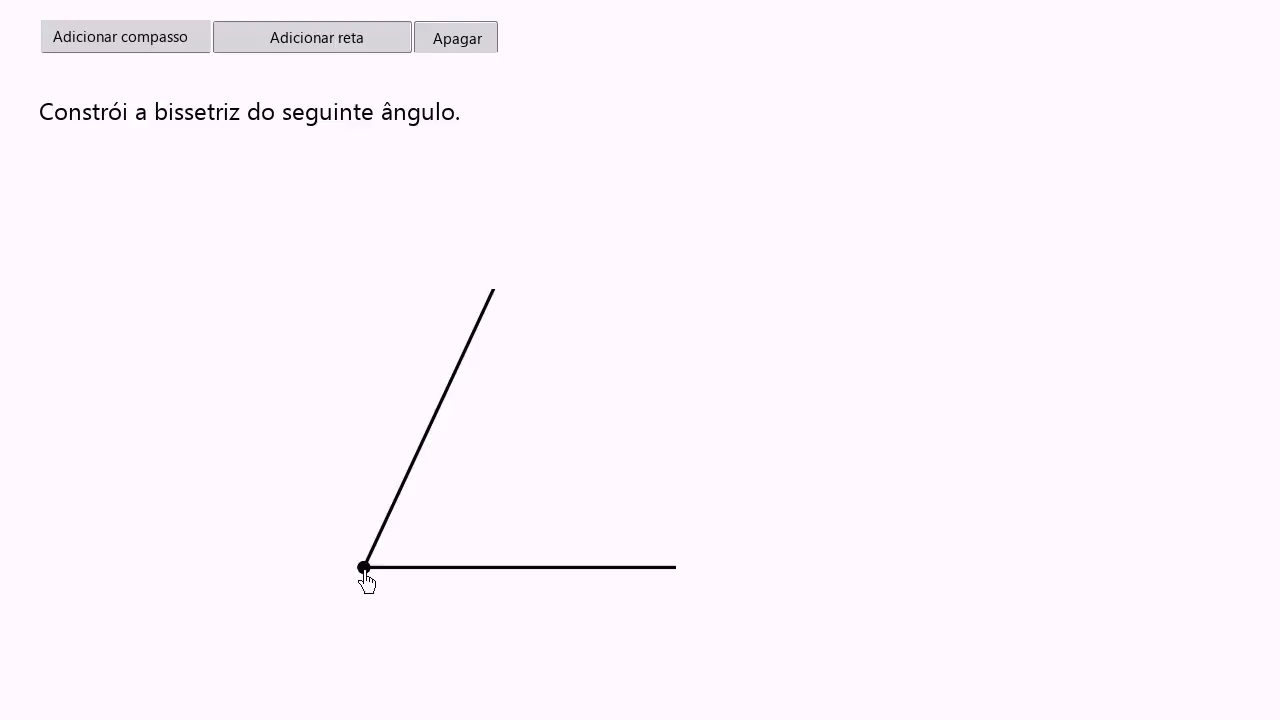 Adicionar compasso Adicionar reta Apagar
Constrói a bissetriz do seguinte ângulo.